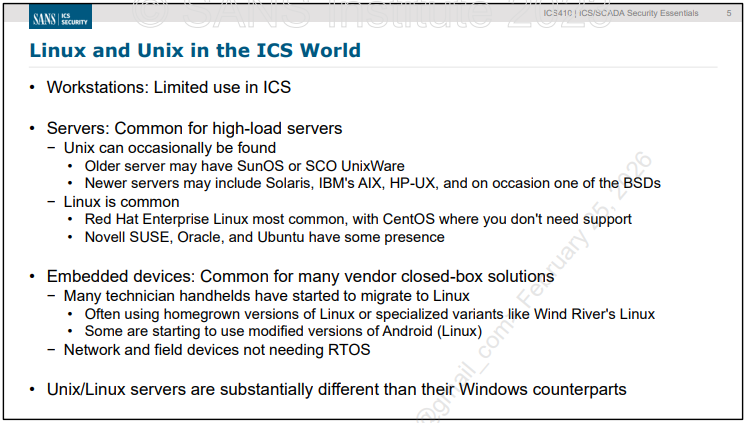 © SANS Institute 2026
SANS ICS SECURITY
ICS410 | ICS/SCADA Security Essentials 5
Linux and Unix in the ICS World
• Workstations: Limited use in ICS
• Servers: Common for high-load servers
− Unix can occasionally be found
• Older server may have SunOS or SCO UnixWare
• Newer servers may include Solaris, IBM's AIX, HP-UX, and on occasion one of the BSDs
− Linux is common
• Red Hat Enterprise Linux most common, with CentOS where you don't need support
• Novell SUSE, Oracle, and Ubuntu have some presence
• Embedded devices: Common for many vendor closed-box solutions
− Many technician handhelds have started to migrate to Linux
• Often using homegrown versions of Linux or specialized variants like Wind River's Linux
• Some are starting to use modified versions of Android (Linux)
− Network and field devices not needing RTOS
• Unix/Linux servers are substantially different than their Windows counterparts
@gmail_com February 25, 2026